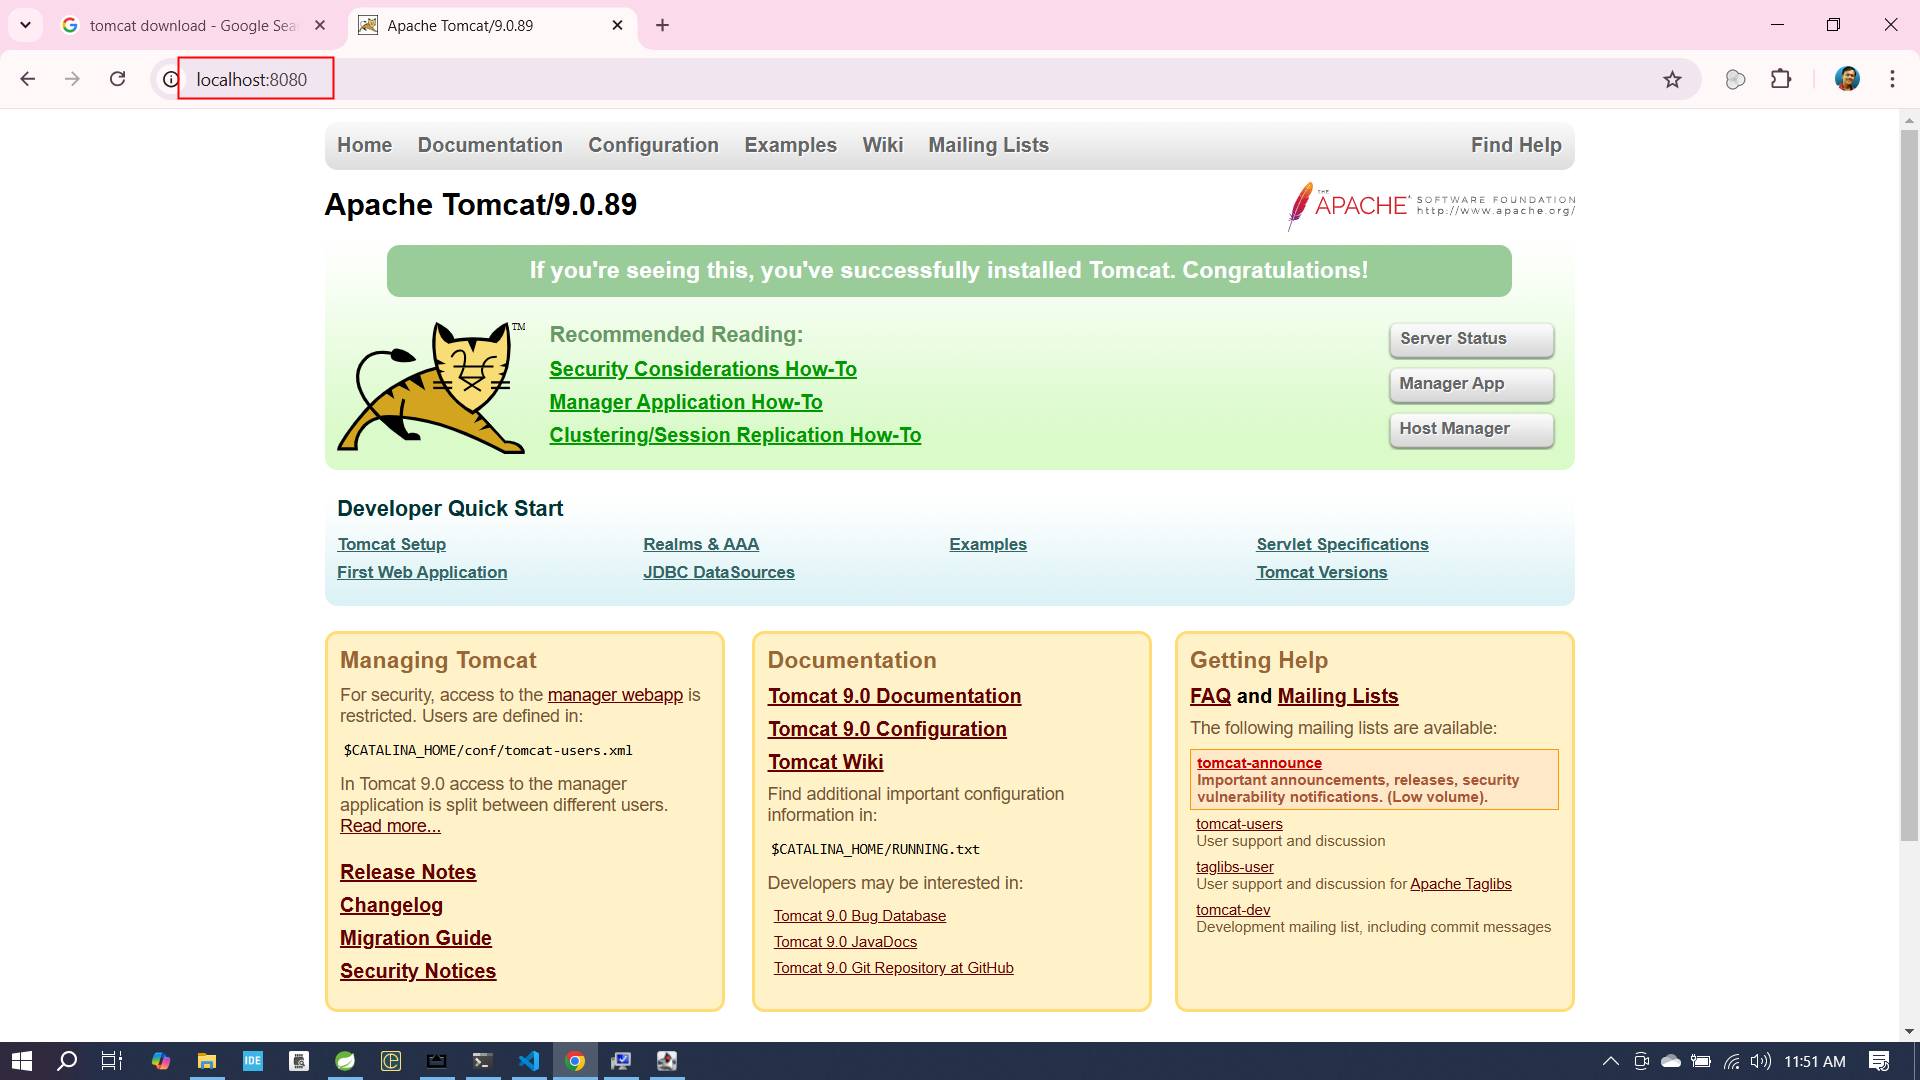 tomcat download - Google Sea
Apache Tomcat/9.0.89
localhost:8080
Home Documentation Configuration Examples Wiki Mailing Lists Find Help
Apache Tomcat/9.0.89
THE APACHE SOFTWARE FOUNDATION
http://www.apache.org/
If you're seeing this, you've successfully installed Tomcat. Congratulations!
TM
Recommended Reading:
Security Considerations How-To
Manager Application How-To
Clustering/Session Replication How-To
Server Status
Manager App
Host Manager
Developer Quick Start
Tomcat Setup
First Web Application
Realms & AAA
JDBC DataSources
Examples
Servlet Specifications
Tomcat Versions
Managing Tomcat
For security, access to the manager webapp is
restricted. Users are defined in:
$CATALINA_HOME/conf/tomcat-users.xml
In Tomcat 9.0 access to the manager
application is split between different users.
Read more...
Release Notes
Changelog
Migration Guide
Security Notices
Documentation
Tomcat 9.0 Documentation
Tomcat 9.0 Configuration
Tomcat Wiki
Find additional important configuration
information in:
$CATALINA_HOME/RUNNING.txt
Developers may be interested in:
Tomcat 9.0 Bug Database
Tomcat 9.0 JavaDocs
Tomcat 9.0 Git Repository at GitHub
Getting Help
FAQ and Mailing Lists
The following mailing lists are available:
tomcat-announce
Important announcements, releases, security
vulnerability notifications. (Low volume).
tomcat-users
User support and discussion
taglibs-user
User support and discussion for Apache Taglibs
tomcat-dev
Development mailing list, including commit messages
IDE
11:51 AM